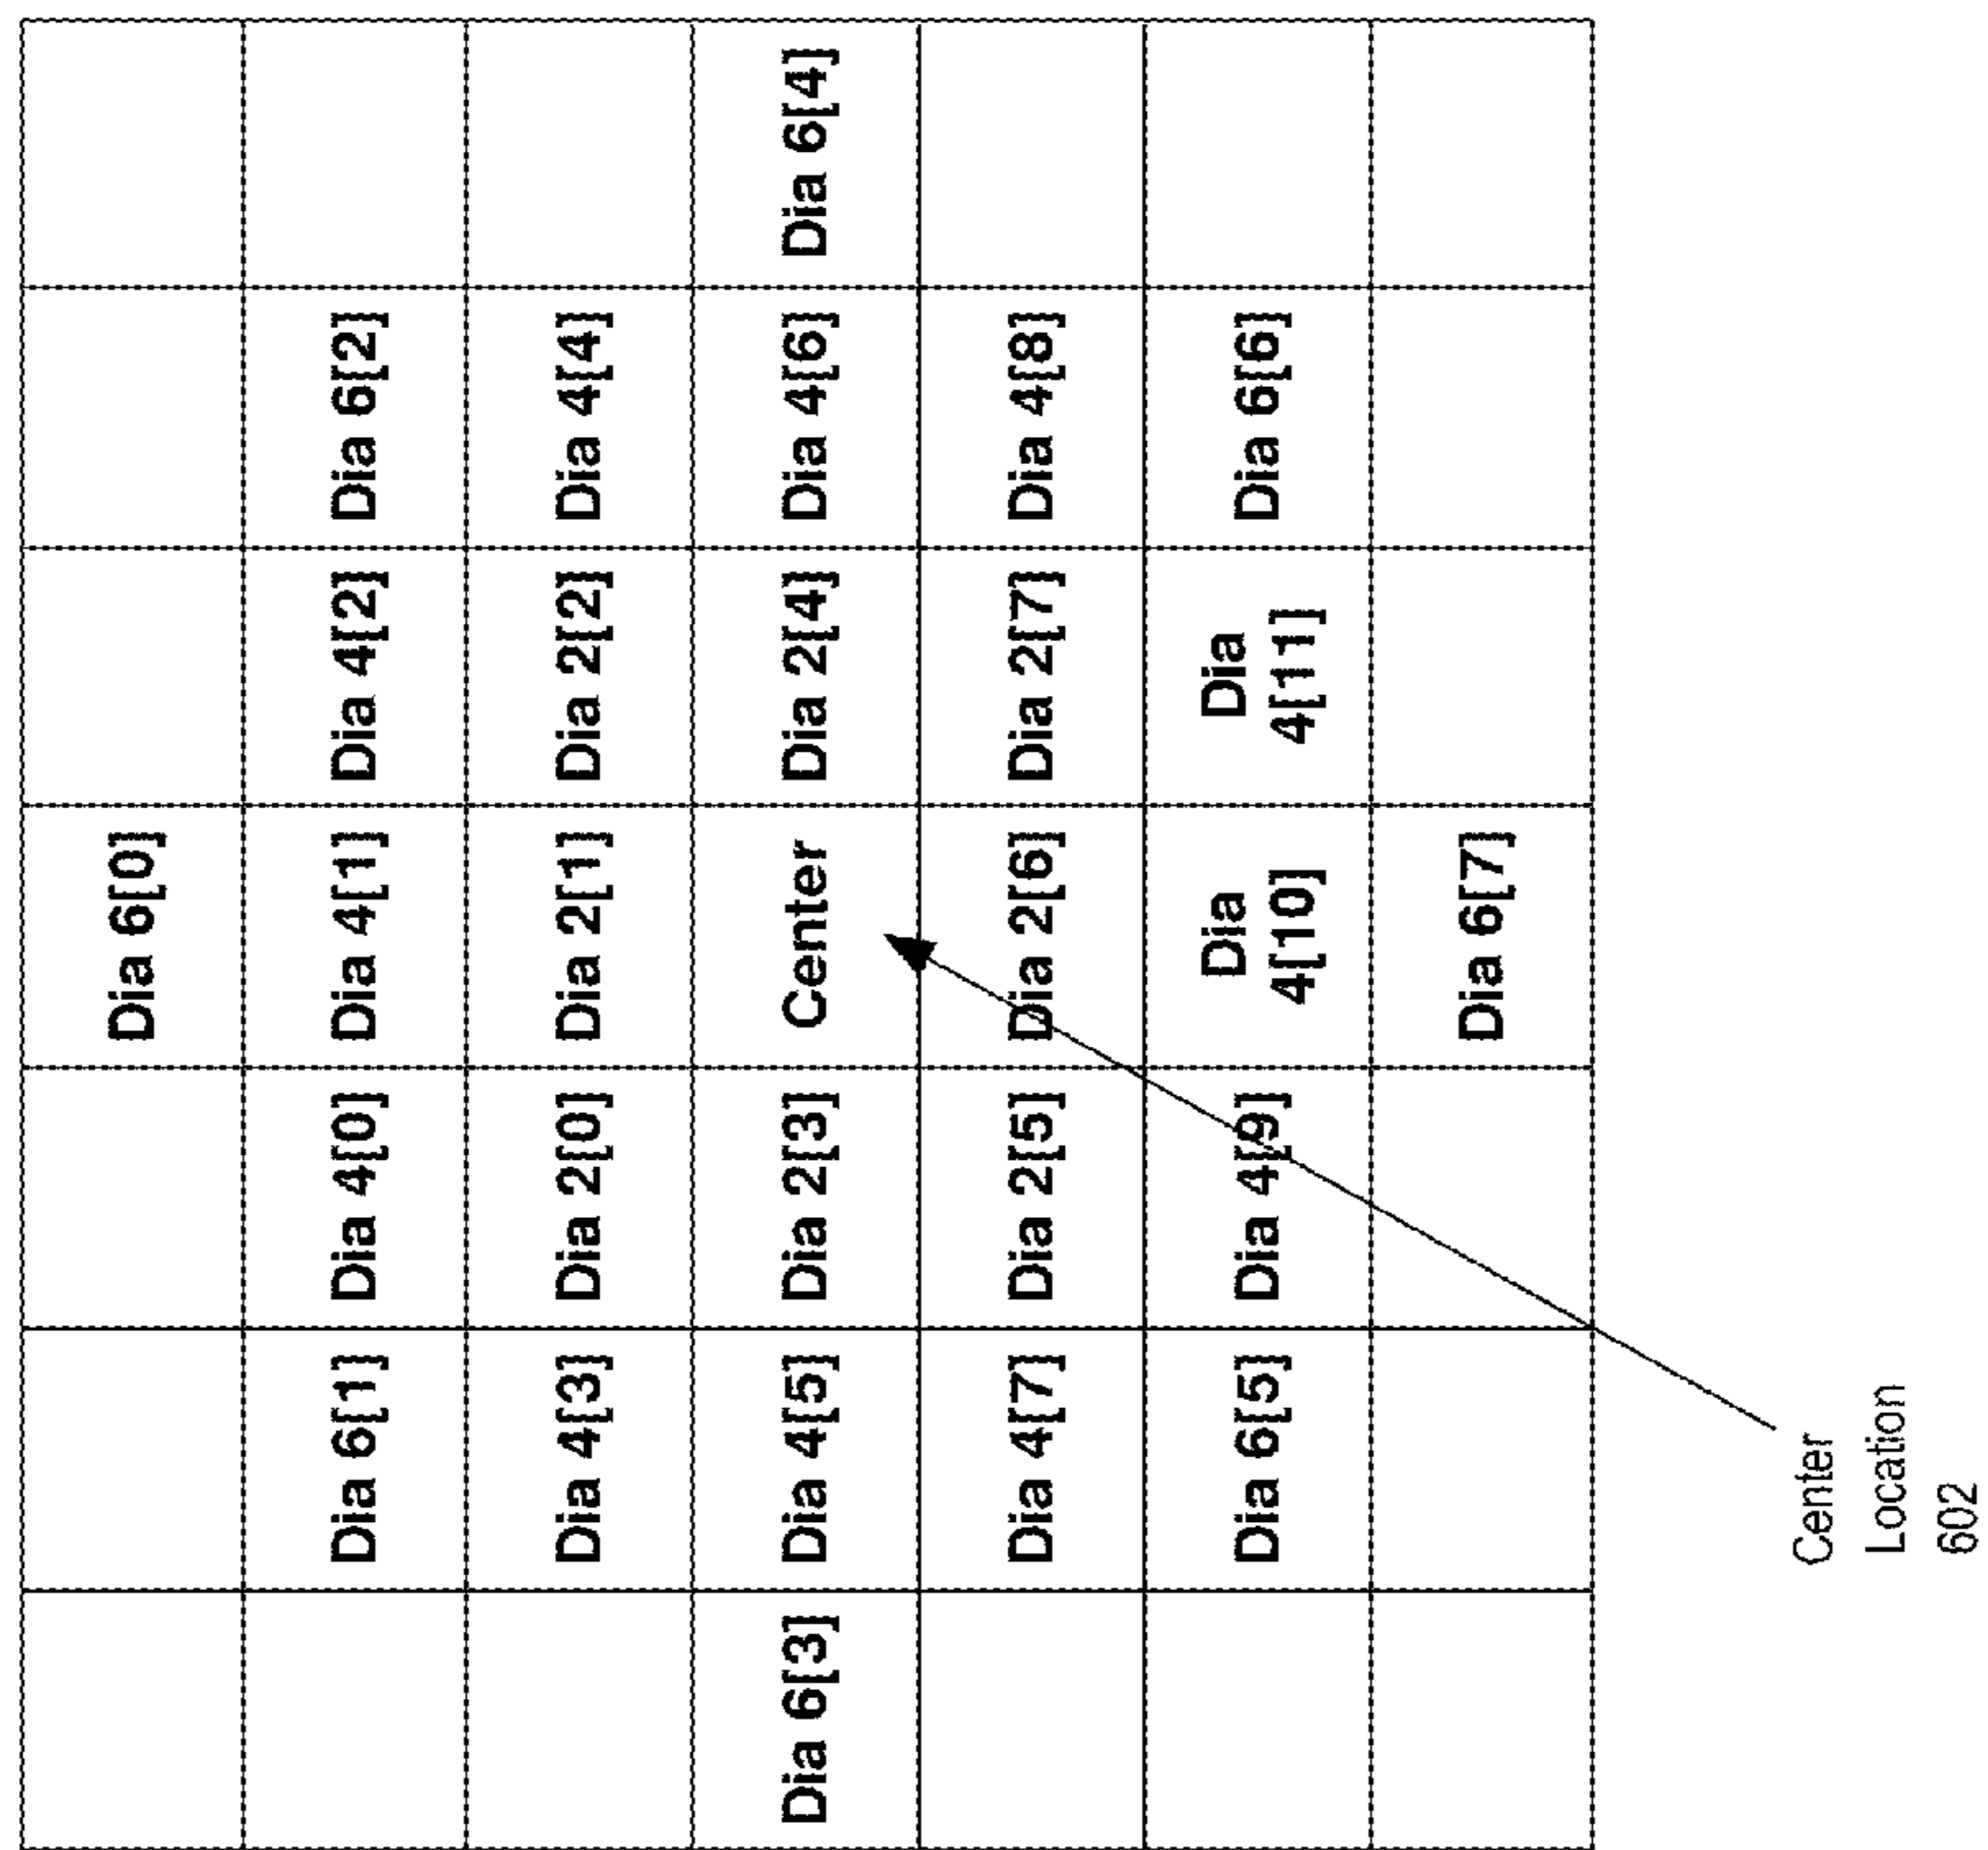 Dia 6[0]
Dia 6[1]
Dia 4[0]
Dia 4[1]
Dia 4[2]
Dia 6[2]
Dia 4[3]
Dia 2[0]
Dia 2[1]
Dia 2[2]
Dia 4[4]
Dia 6[3]
Dia 4[5]
Dia 2[3]
Center
Dia 2[4]
Dia 4[6]
Dia 6[4]
Dia 4[7]
Dia 2[5]
Dia 2[6]
Dia 2[7]
Dia 4[8]
Dia 6[5]
Dia 4[9]
Dia
4[10]
Dia
4[11]
Dia 6[6]
Dia 6[7]
Center
Location
602